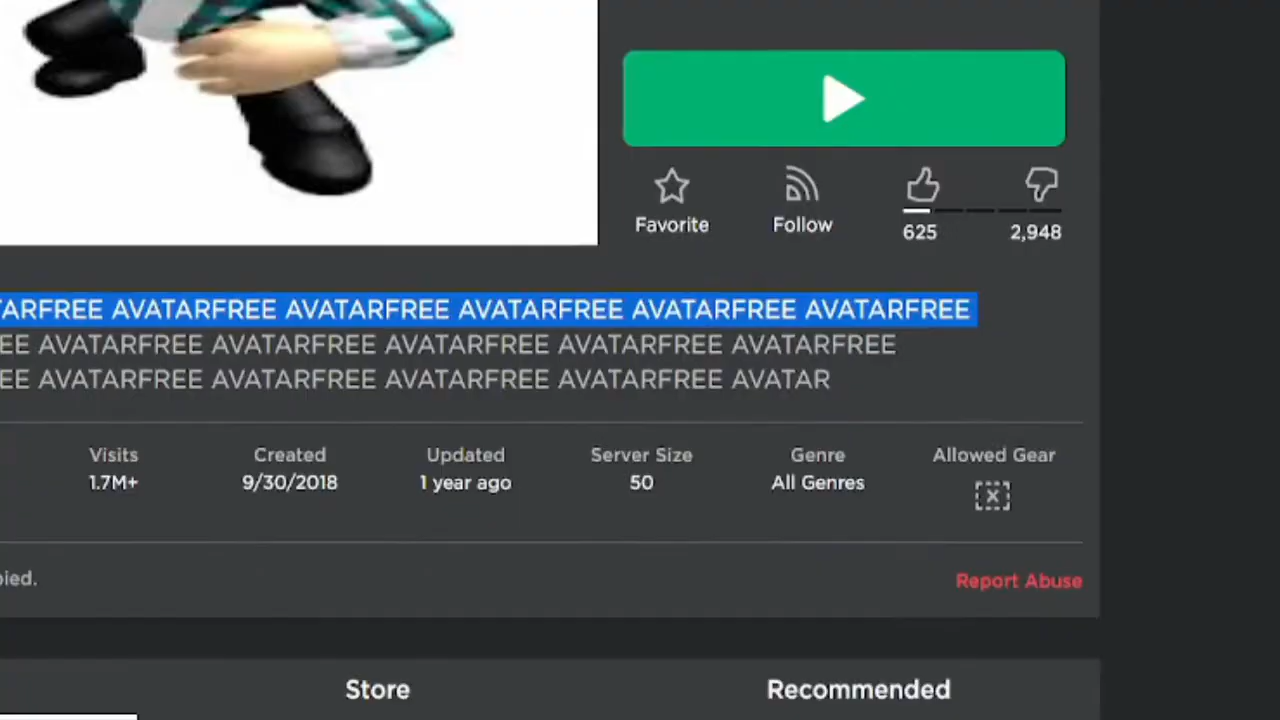 Favorite
Follow
625
2,948
TARFREE AVATARFREE AVATARFREE AVATARFREE AVATARFREE AVATARFREE
EE AVATARFREE AVATARFREE AVATARFREE AVATARFREE AVATARFREE
EE AVATARFREE AVATARFREE AVATARFREE AVATARFREE AVATAR
Visits
Created
Updated
Server Size
Genre
Allowed Gear
1.7M+
9/30/2018
1 year ago
50
All Genres
pied.
Report Abuse
Store
Recommended